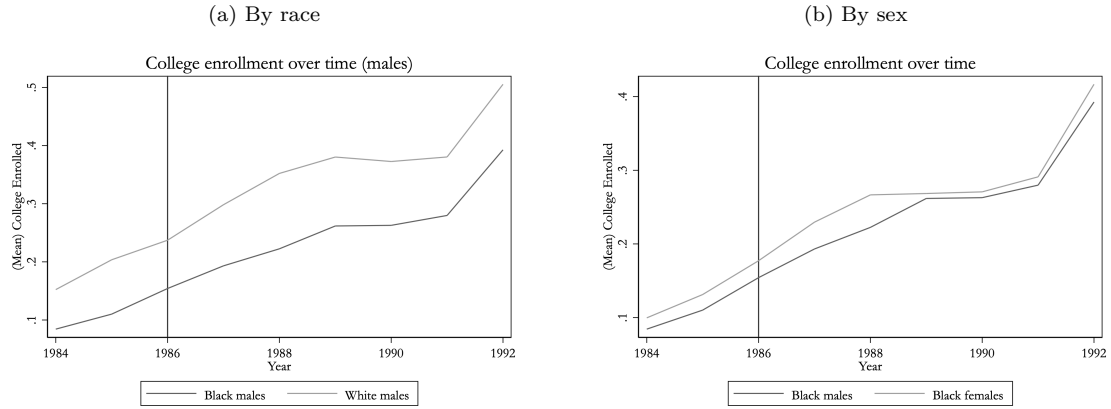 (a) By race
College enrollment over time (males)
(Mean) College Enrolled
.5
.4
.3
.2
.1
1984 1986 1988 1990 1992
Year
Black males White males
(b) By sex
College enrollment over time
(Mean) College Enrolled
.4
.3
.2
.1
1984 1986 1988 1990 1992
Year
Black males Black females